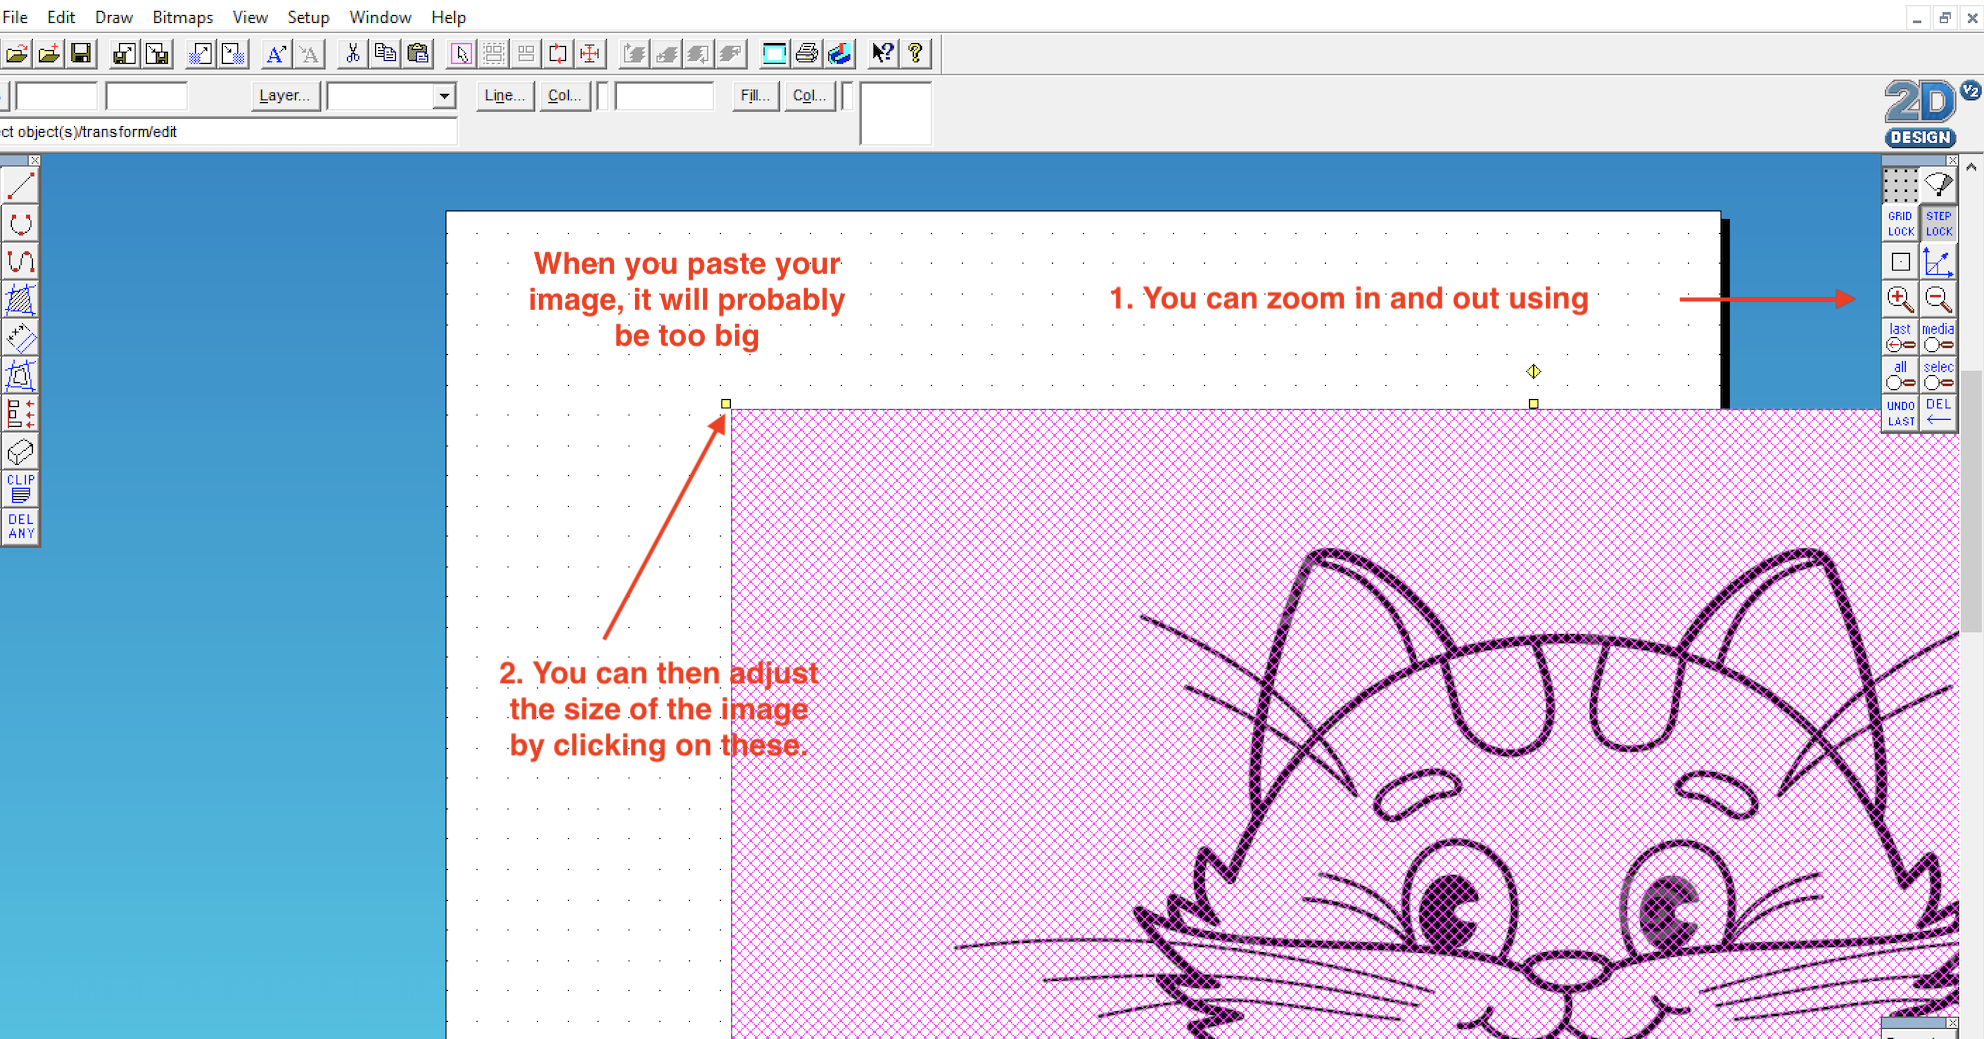 File Edit Draw Bitmaps View Setup Window Help
Layer... Line... Col... Fill... Col...
ct object(s)/transform/edit
2D V2
DESIGN
GRID LOCK STEP LOCK
When you paste your
image, it will probably
be too big
1. You can zoom in and out using
last media
all selec
UNDO LAST DEL
CLIP
DEL
ANY
2. You can then adjust
the size of the image
by clicking on these.